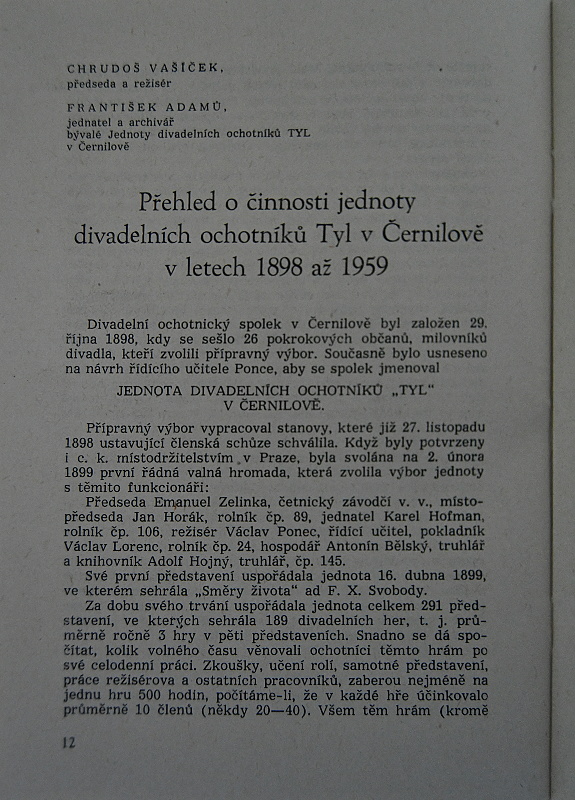 CHRUDOŠ VAŠÍČEK,
předseda a režisér
FRANTIŠEK ADAMŮ,
jednatel a archivář
bývalé Jednoty divadelních ochotníků TYL
v Černilově
Přehled o činnosti jednoty
divadelních ochotníků Tyl v Černilově
v letech 1898 až 1959
Divadelní ochotnický spolek v Černilově byl založen 29.
října 1898, kdy se sešlo 26 pokrokových občanů, milovníků
divadla, kteří zvolili přípravný výbor. Současně bylo usneseno
na návrh řídícího učitele Ponce, aby se spolek jmenoval
JEDNOTA DIVADELNÍCH OCHOTNÍKŮ „TYL"
V ČERNILOVĚ.
Přípravný výbor vypracoval stanovy, které již 27. listopadu
1898 ustavující členská schůze schválila. Když byly potvrzeny
i c. k. místodržitelstvím v Praze, byla svolána na 2. února
1899 první řádná valná hromada, která zvolila výbor jednoty
s těmito funkcionáři:
Předseda Emanuel Zelinka, četnický závodčí v. v., místo-
předseda Jan Horák, rolník čp. 89, jednatel Karel Hofman,
rolník čp. 106, režisér Václav Ponec, řídící učitel, pokladník
Václav Lorenc, rolník čp. 24, hospodář Antonín Bělský, truhlář
a knihovník Adolf Hojný, truhlář, čp. 145.
Své první představení uspořádala jednota 16. dubna 1899,
ve kterém sehrála „Směry života" ad F. X. Svobody.
Za dobu svého trvání uspořádala jednota celkem 291 před-
stavení, ve kterých sehrála 189 divadelních her, t. j. prů-
měrně ročně 3 hry v pěti představeních. Snadno se dá spo-
čítat, kolik volného času věnovali ochotníci těmto hrám po
své celodenní práci. Zkoušky, učení rolí, samotné představení,
práce režisérova a ostatních pracovníků, zaberou nejméně na
jednu hru 500 hodin, počítáme-li, že v každé hře účinkovalo
průměrně 10 členů (někdy 20—40). Všem těm hrám (kromě
12